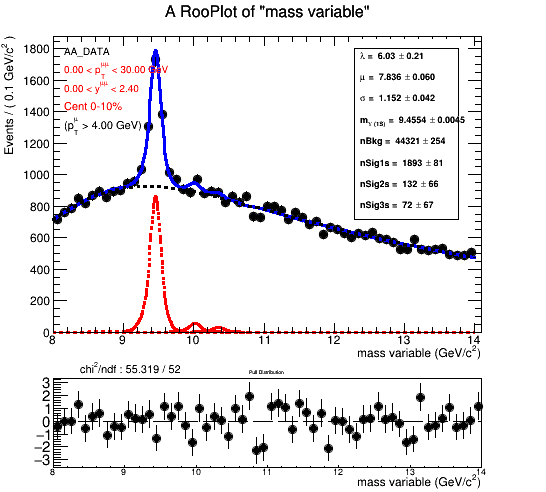 A RooPlot of "mass variable"
Events / ( 0.1 GeV/c² )
1800
1600
1400
1200
1000
800
600
400
200
0
AA_DATA
0.00 < p_T^μμ < 30.00 GeV
0.00 < y^μμ < 2.40
Cent 0-10%
(p_T^μ > 4.00 GeV)
λ = 6.03 ± 0.21
μ = 7.836 ± 0.060
σ = 1.152 ± 0.042
m_Υ(1S) = 9.4554 ± 0.0045
nBkg = 44321 ± 254
nSig1s = 1893 ± 81
nSig2s = 132 ± 66
nSig3s = 72 ± 67
8 9 10 11 12 13 14
mass variable (GeV/c²)
chi²/ndf : 55.319 / 52
Pull Distribution
3
2
1
0
−1
−2
−3
8 9 10 11 12 13 14
mass variable (GeV/c²)